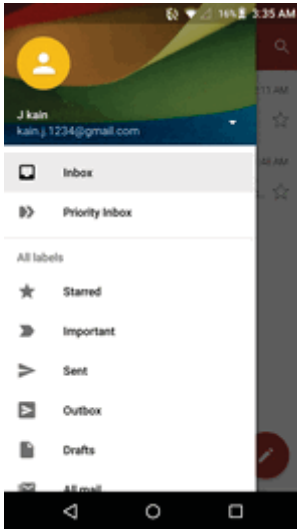 16% 3:35 AM
J kain
kain.j.1234@gmail.com
Inbox
Priority Inbox
All labels
Starred
Important
Sent
Outbox
Drafts
All mail